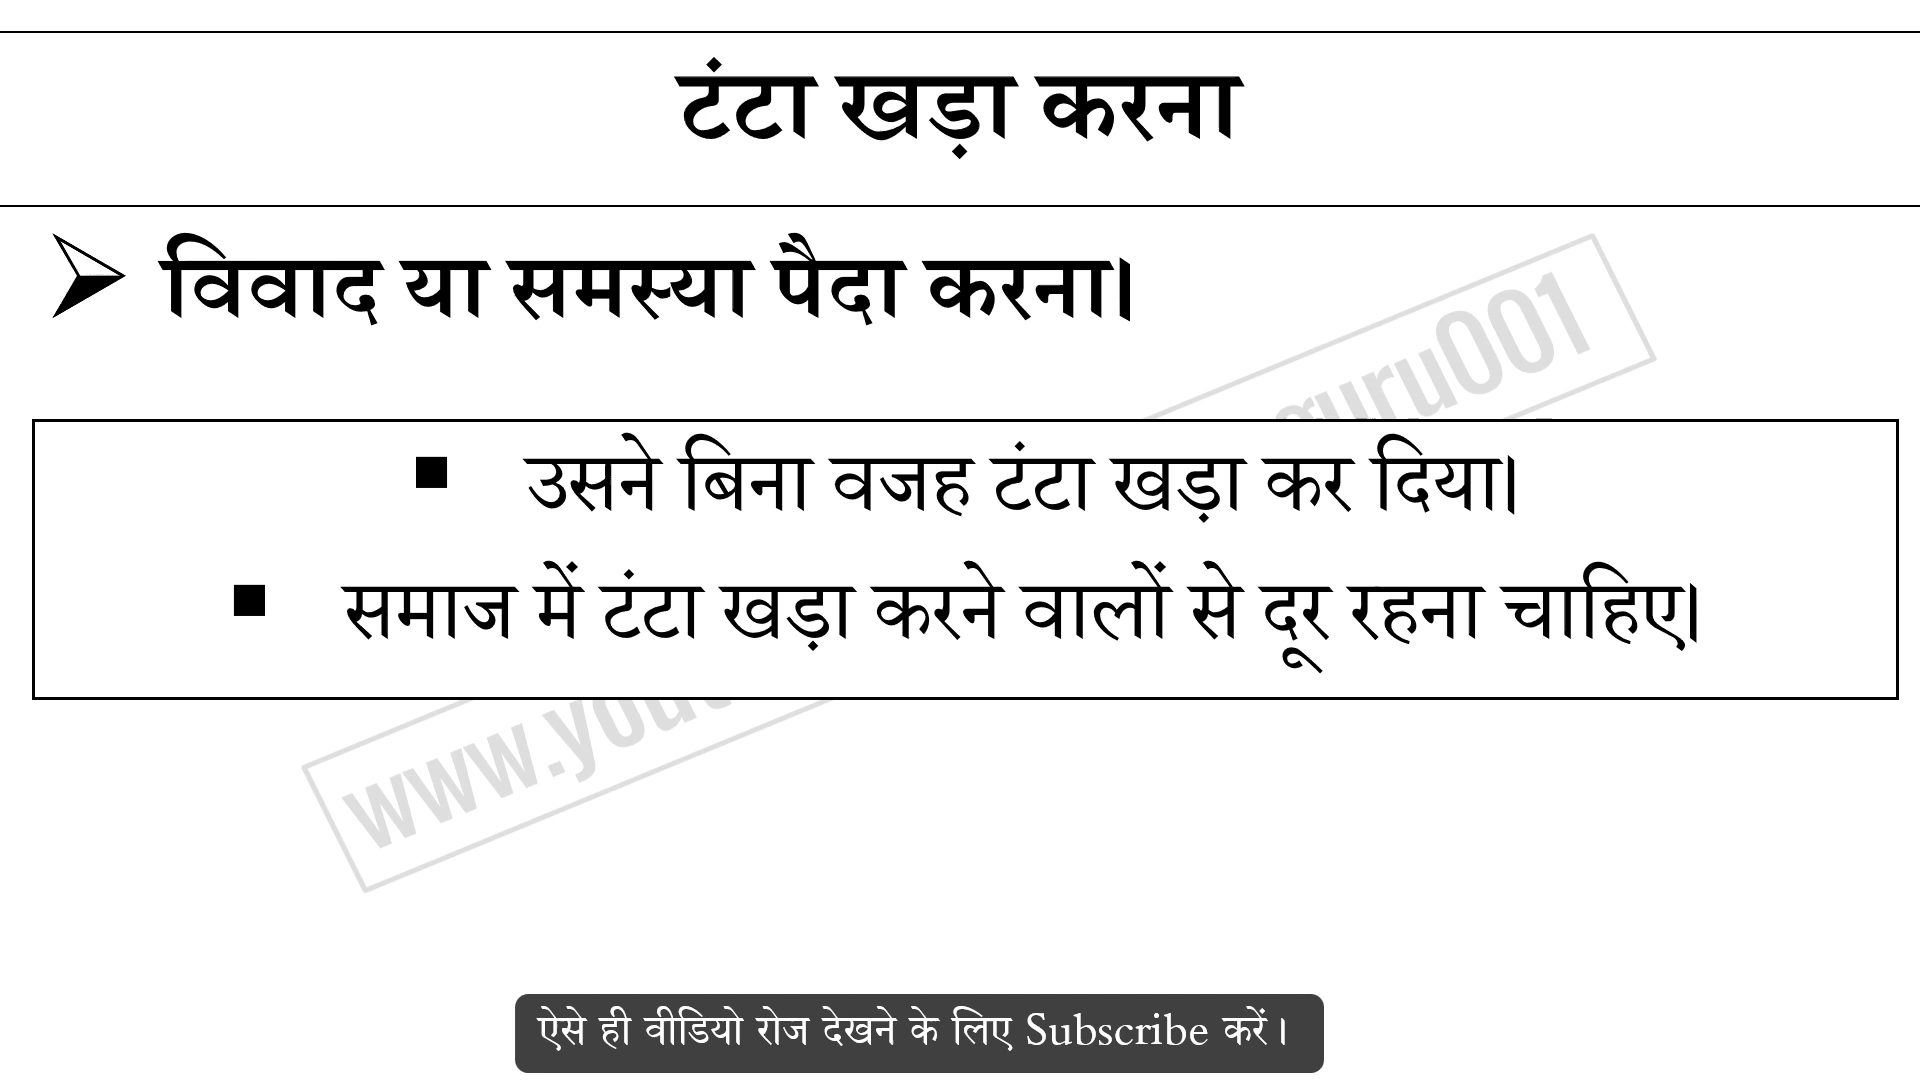 टंटा खड़ा करना
विवाद या समस्या पैदा करना।
उसने बिना वजह टंटा खड़ा कर दिया।
समाज में टंटा खड़ा करने वालों से दूर रहना चाहिए।
ऐसे ही वीडियो रोज देखने के लिए Subscribe करें।